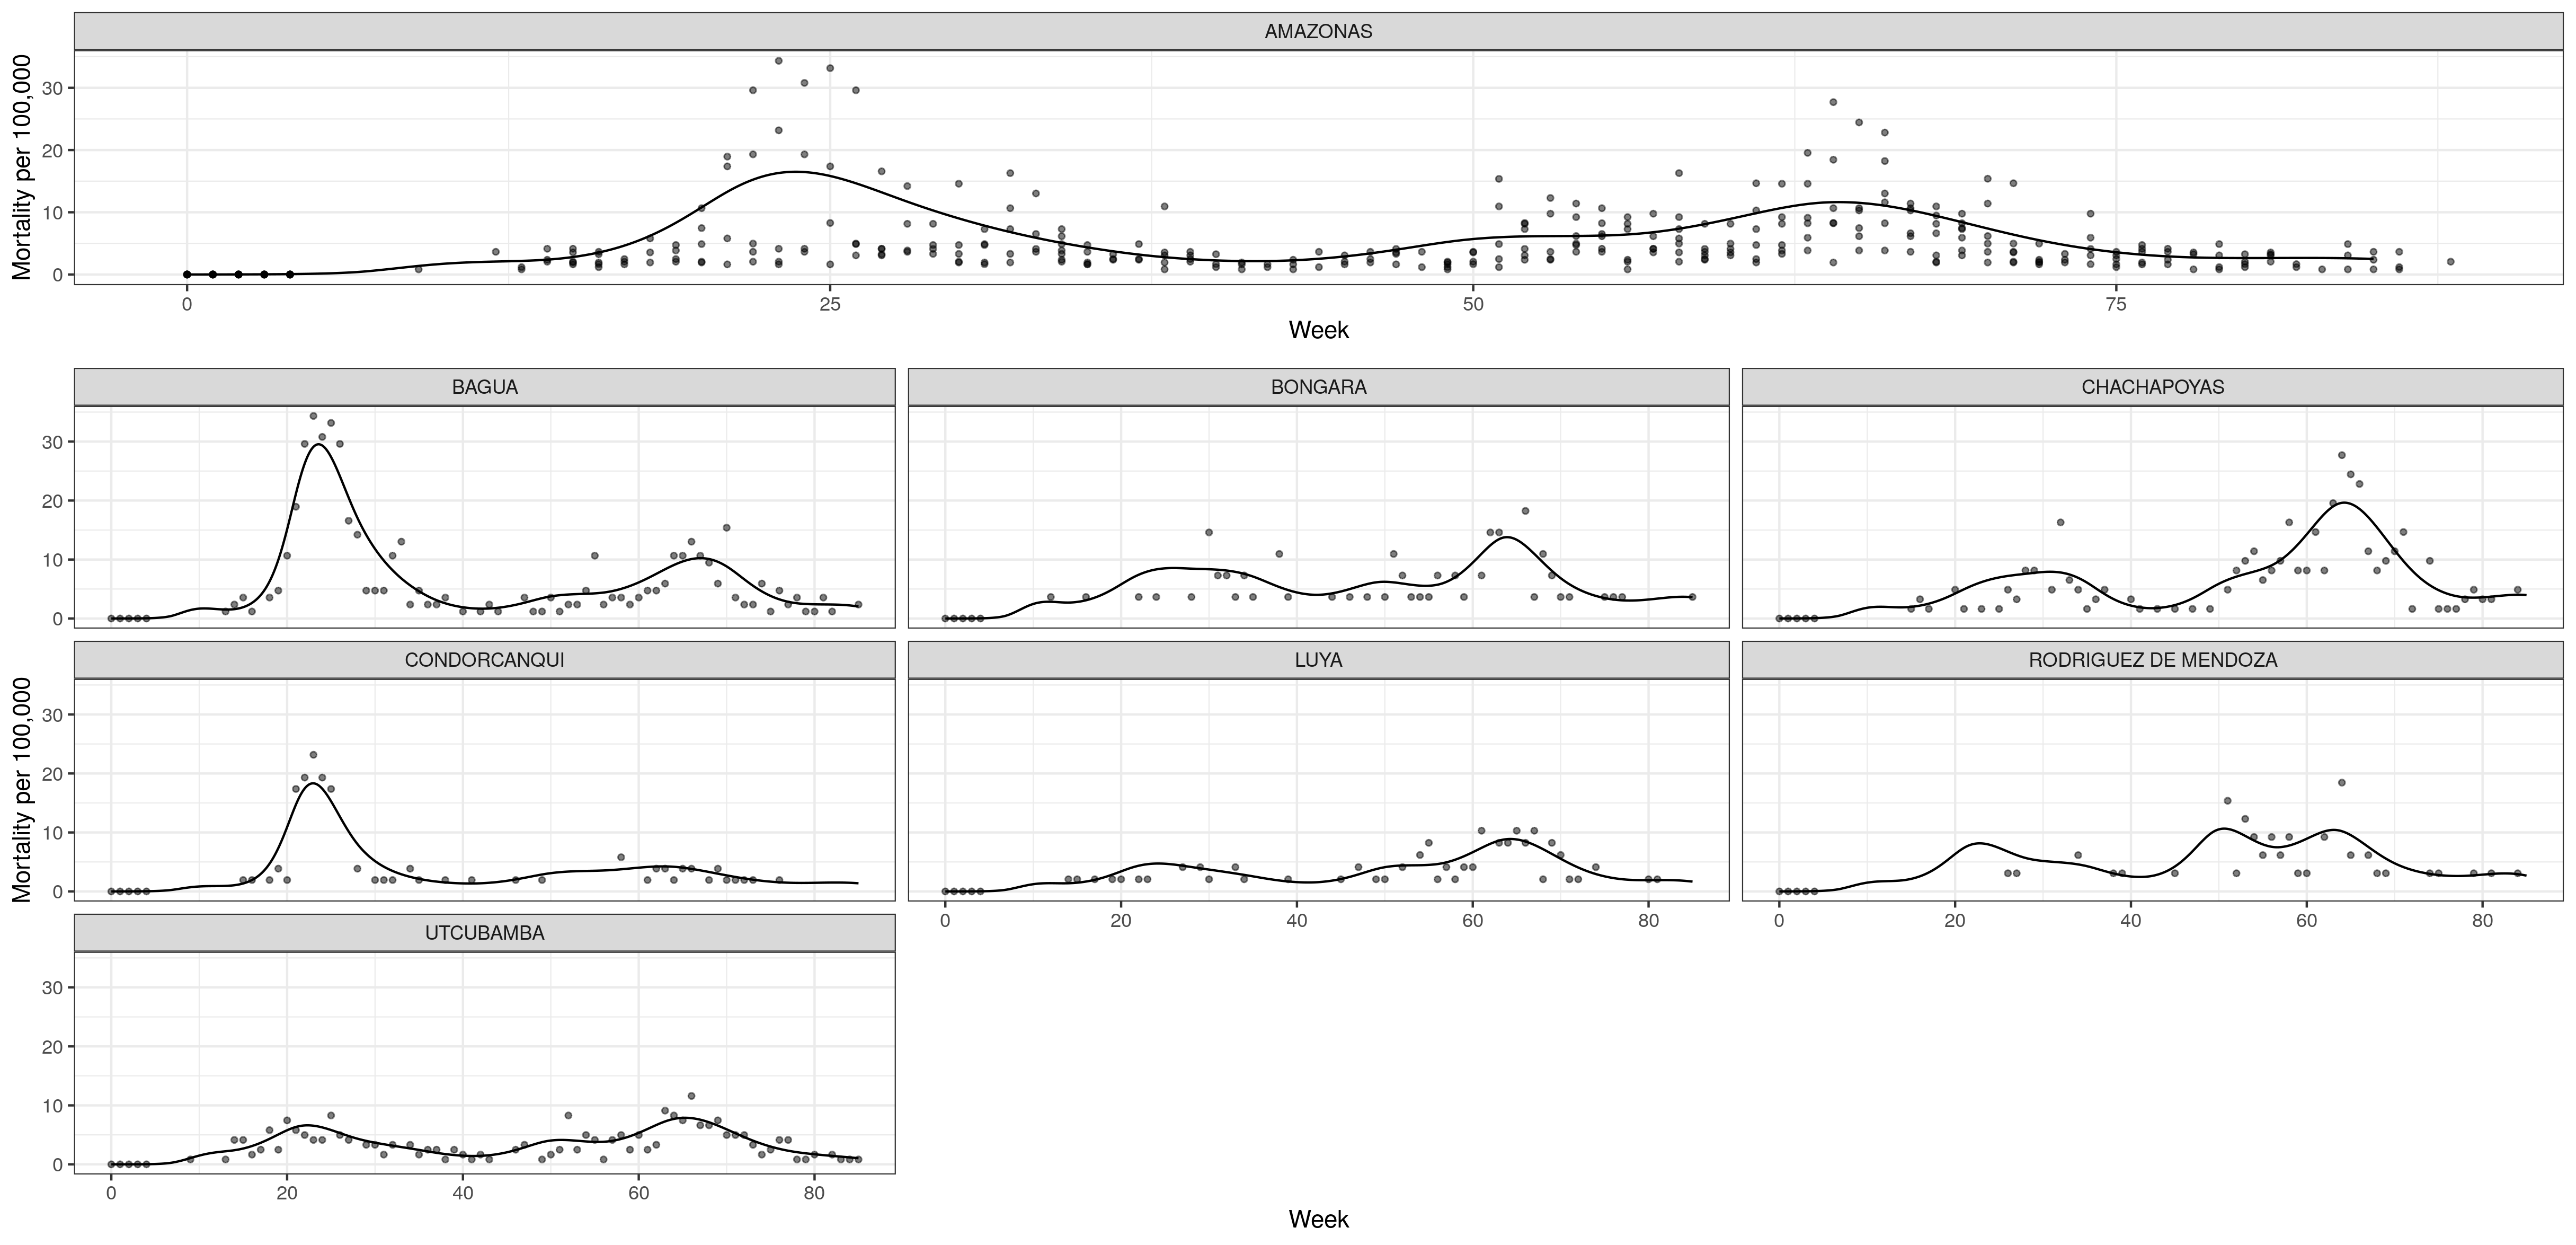 AMAZONAS
Mortality per 100,000
30
20
10
0
0 25 50 75
Week
BAGUA BONGARA CHACHAPOYAS
30
20
10
0
CONDORCANQUI LUYA RODRIGUEZ DE MENDOZA
Mortality per 100,000
30
20
10
0
0 20 40 60 80 0 20 40 60 80
UTCUBAMBA
30
20
10
0
0 20 40 60 80
Week